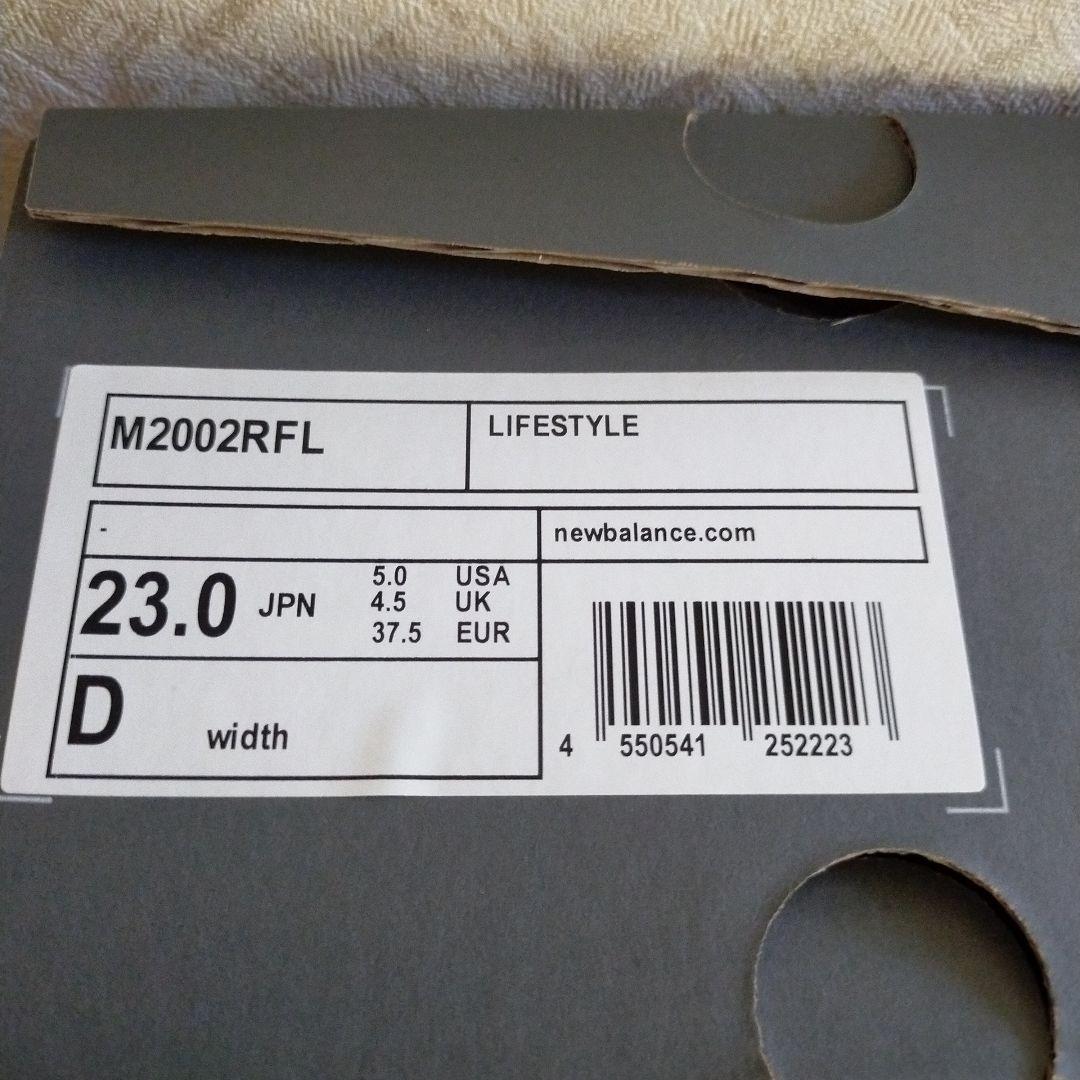 M2002RFL
LIFESTYLE
-
newbalance.com
23.0 JPN
5.0 USA
4.5 UK
37.5 EUR
D width
4 550541 252223